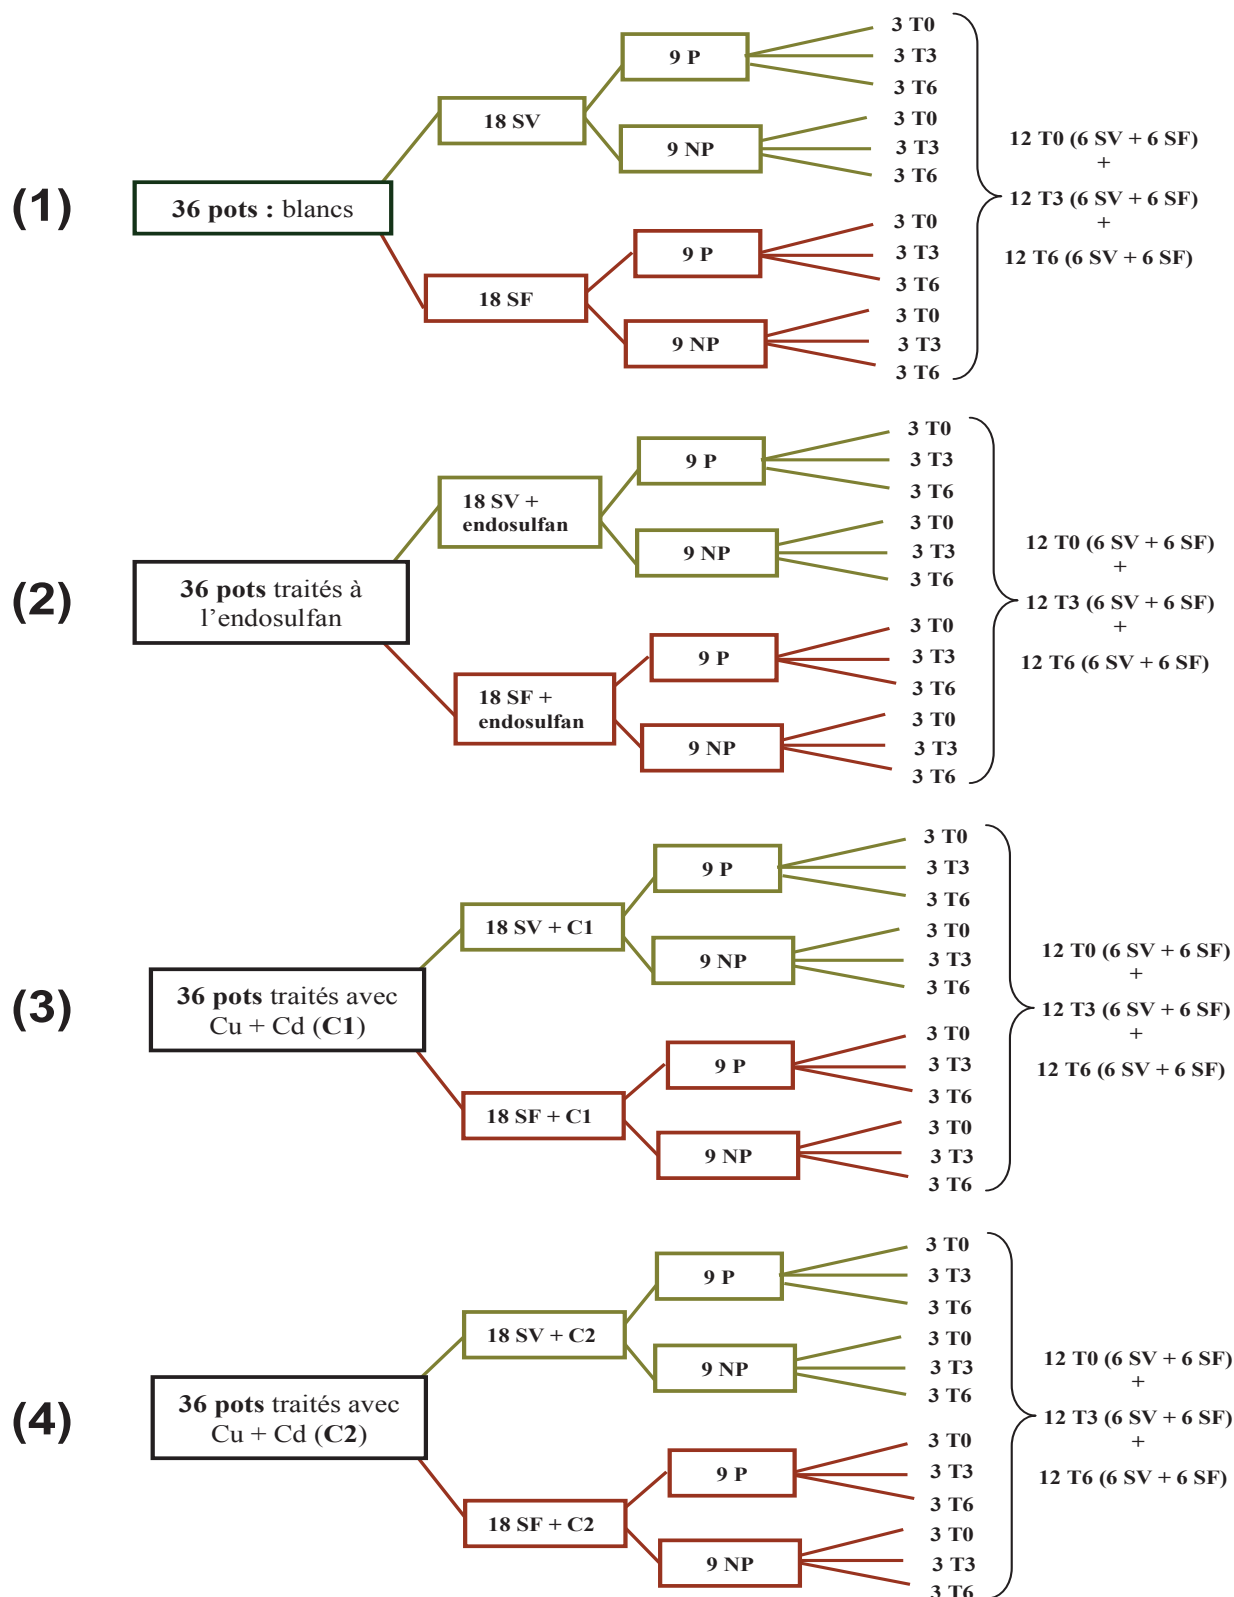 (1)
36 pots : blancs
18 SV
9 P
3 T0
3 T3
3 T6
9 NP
3 T0
3 T3
3 T6
18 SF
9 P
3 T0
3 T3
3 T6
9 NP
3 T0
3 T3
3 T6
12 T0 (6 SV + 6 SF)
+
12 T3 (6 SV + 6 SF)
+
12 T6 (6 SV + 6 SF)
(2)
36 pots traités à
l’endosulfan
18 SV +
endosulfan
9 P
3 T0
3 T3
3 T6
9 NP
3 T0
3 T3
3 T6
18 SF +
endosulfan
9 P
3 T0
3 T3
3 T6
9 NP
3 T0
3 T3
3 T6
12 T0 (6 SV + 6 SF)
+
12 T3 (6 SV + 6 SF)
+
12 T6 (6 SV + 6 SF)
(3)
36 pots traités avec
Cu + Cd (C1)
18 SV + C1
9 P
3 T0
3 T3
3 T6
9 NP
3 T0
3 T3
3 T6
18 SF + C1
9 P
3 T0
3 T3
3 T6
9 NP
3 T0
3 T3
3 T6
12 T0 (6 SV + 6 SF)
+
12 T3 (6 SV + 6 SF)
+
12 T6 (6 SV + 6 SF)
(4)
36 pots traités avec
Cu + Cd (C2)
18 SV + C2
9 P
3 T0
3 T3
3 T6
9 NP
3 T0
3 T3
3 T6
18 SF + C2
9 P
3 T0
3 T3
3 T6
9 NP
3 T0
3 T3
3 T6
12 T0 (6 SV + 6 SF)
+
12 T3 (6 SV + 6 SF)
+
12 T6 (6 SV + 6 SF)